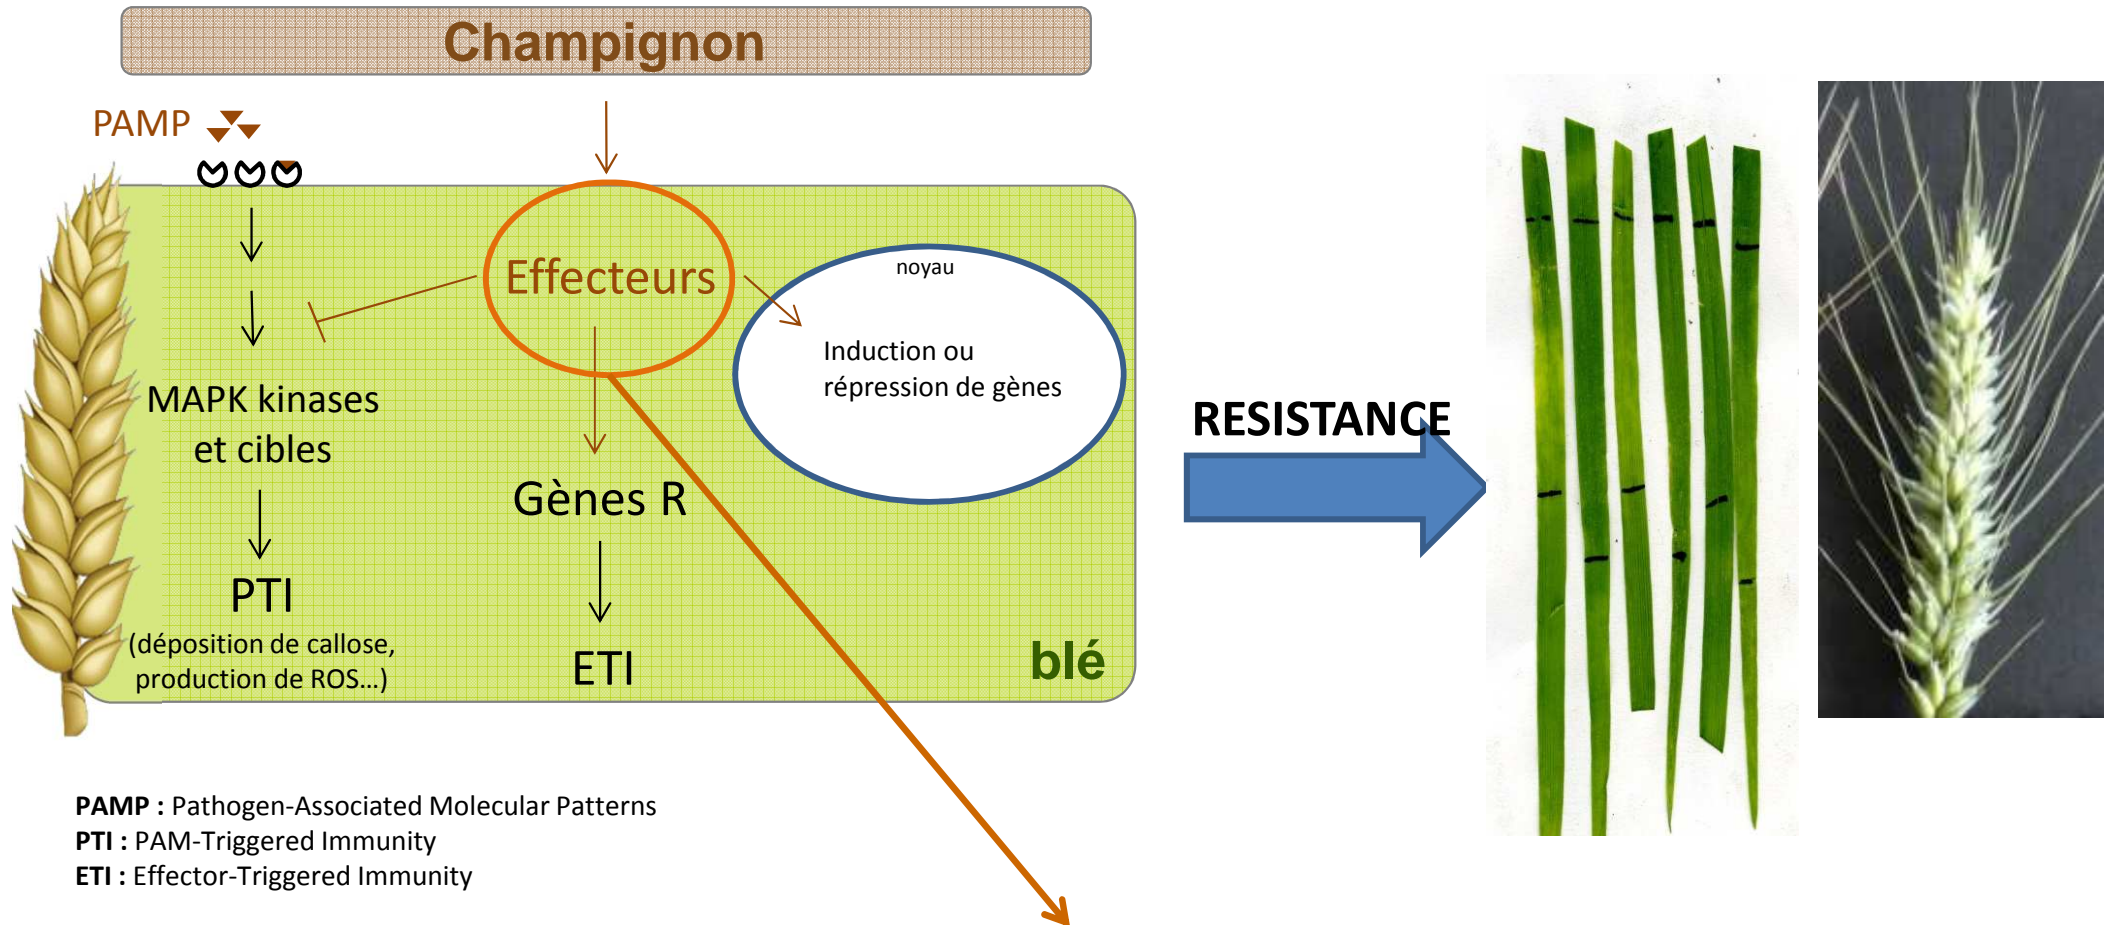 Champignon
PAMP
Effecteurs
noyau
Induction ou
répression de gènes
MAPK kinases
et cibles
Gènes R
PTI
(déposition de callose,
production de ROS...)
ETI
blé
RESISTANCE
PAMP : Pathogen-Associated Molecular Patterns
PTI : PAM-Triggered Immunity
ETI : Effector-Triggered Immunity